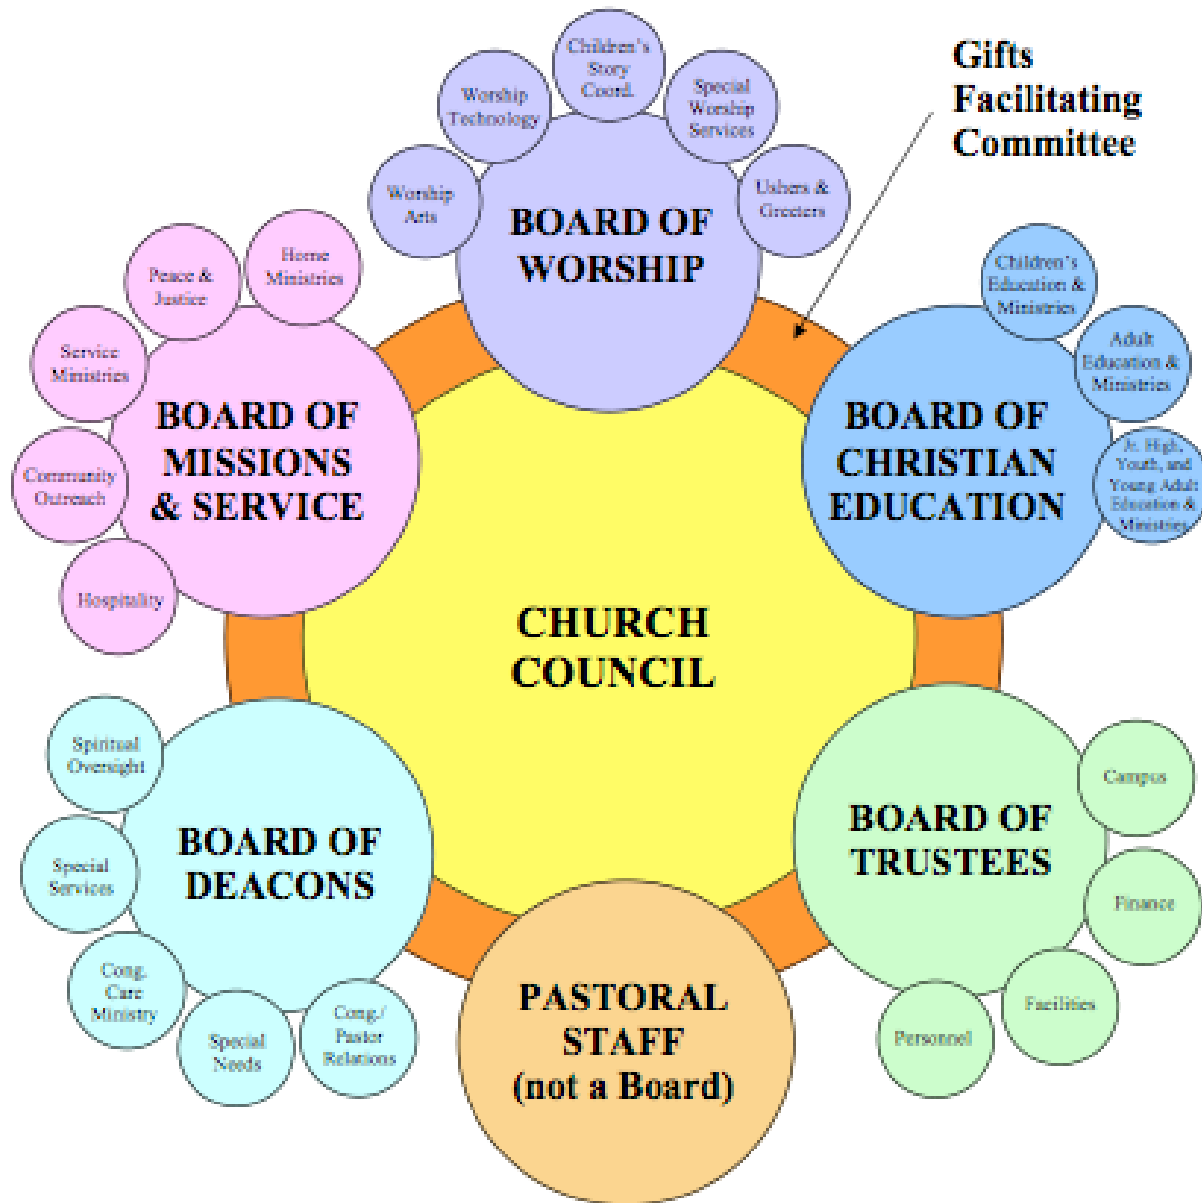 Gifts
Facilitating
Committee
Children's
Story
Coord.
Worship
Technology
Special
Worship
Services
Worship
Arts
Ushers &
Greeters
BOARD OF
WORSHIP
Home
Ministries
Peace &
Justice
Service
Ministries
Community
Outreach
Hospitality
BOARD OF
MISSIONS
& SERVICE
Children's
Education &
Ministries
Adult
Education &
Ministries
Jr. High,
Youth, and
Young Adult
Education &
Ministries
BOARD OF
CHRISTIAN
EDUCATION
CHURCH
COUNCIL
Spiritual
Oversight
Special
Services
Cong.
Care
Ministry
Special
Needs
Cong./
Pastor
Relations
BOARD OF
DEACONS
Campus
Finance
Facilities
Personnel
BOARD OF
TRUSTEES
PASTORAL
STAFF
(not a Board)